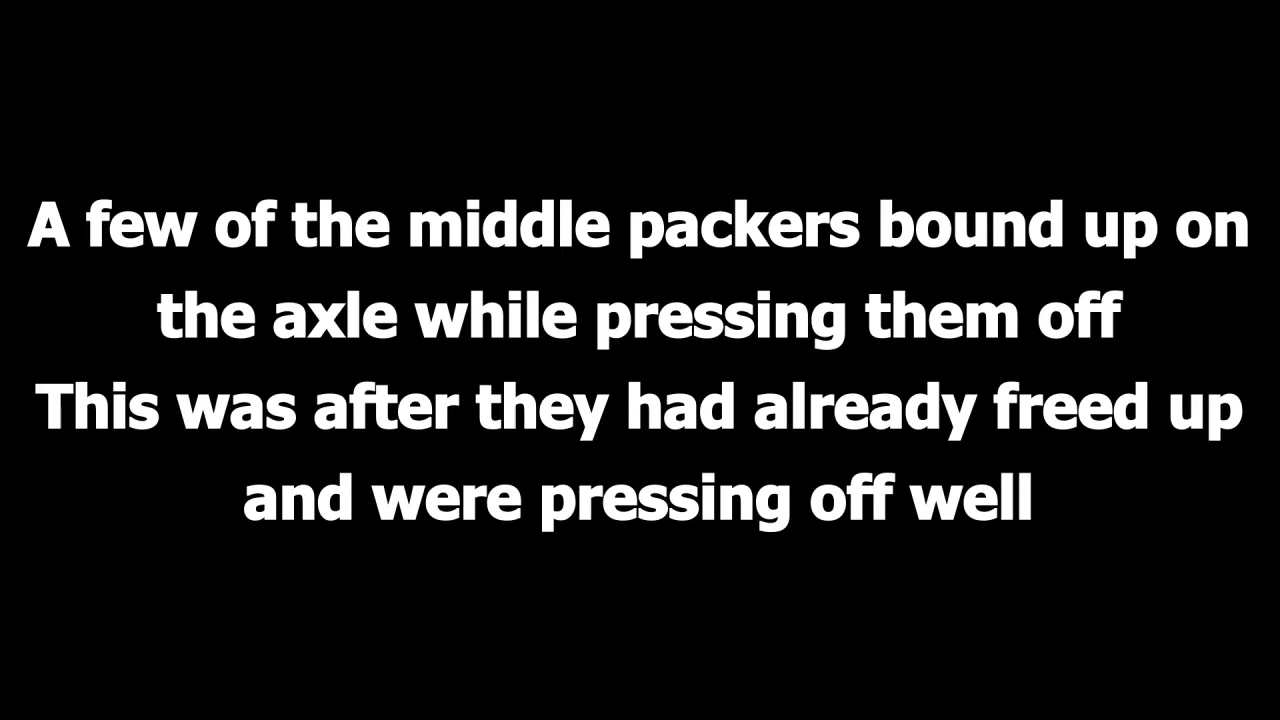 A few of the middle packers bound up on
the axle while pressing them off
This was after they had already freed up
and were pressing off well